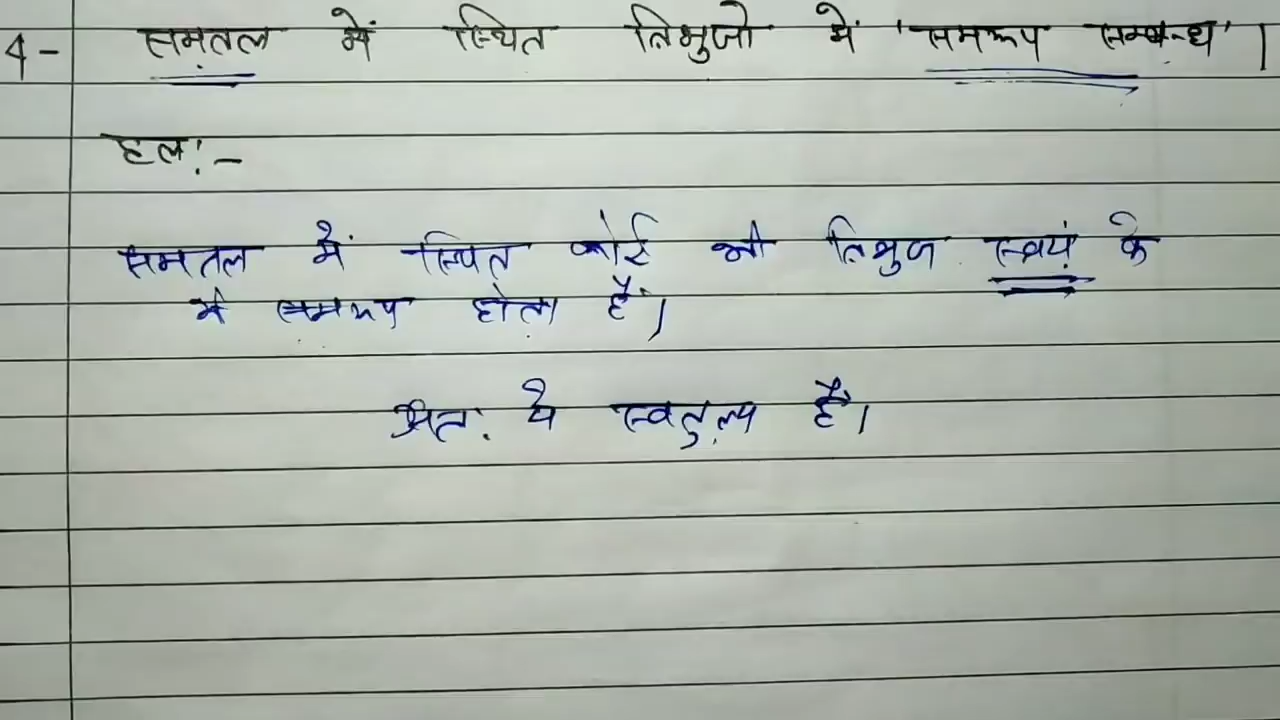 4- समतल में स्थित त्रिभुजो में 'समरूप सम्बन्ध' ।
हल:-
समतल में स्थित कोई भी त्रिभुज स्वयं के
में समरूप होता है।
अत: ये स्वतुल्य है।